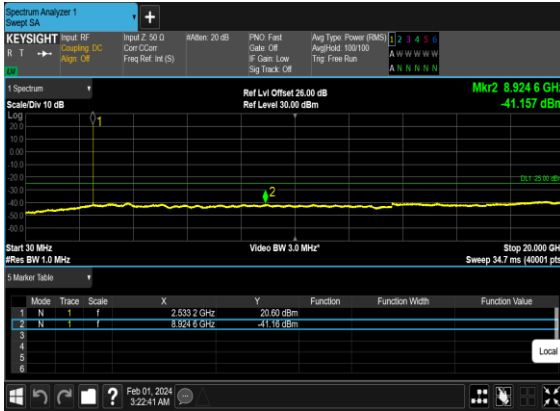 Spectrum Analyzer 1
Swept SA
+
KEYSIGHT Input: RF Input Z: 50 Ω #Atten: 20 dB PNO: Fast Avg Type: Power (RMS) 1 2 3 4 5 6
R T Coupling: DC Corr CCorr Gate: Off Avg|Hold: 100/100 A W W W W W
Align: Off Freq Ref: Int (S) IF Gain: Low Trig: Free Run
Sig Track: Off A N N N N N
1 Spectrum
Scale/Div 10 dB
Ref Lvl Offset 26.00 dB
Ref Level 30.00 dBm
Mkr2 8.924 6 GHz
-41.157 dBm
Log
20.0
10.0
0.00
-10.0
-20.0
-30.0
-40.0
-50.0
-60.0
1
2
DL1 -25.00 dBm
Start 30 MHz
#Res BW 1.0 MHz
Video BW 3.0 MHz*
Stop 20.000 GH
Sweep 34.7 ms (40001 pts
5 Marker Table
Mode Trace Scale X Y Function Function Width Function Value
1 N 1 f 2.533 2 GHz 20.60 dBm
2 N 1 f 8.924 6 GHz -41.16 dBm
3
4
5
6
Local
?
Feb 01, 2024
3:22:41 AM